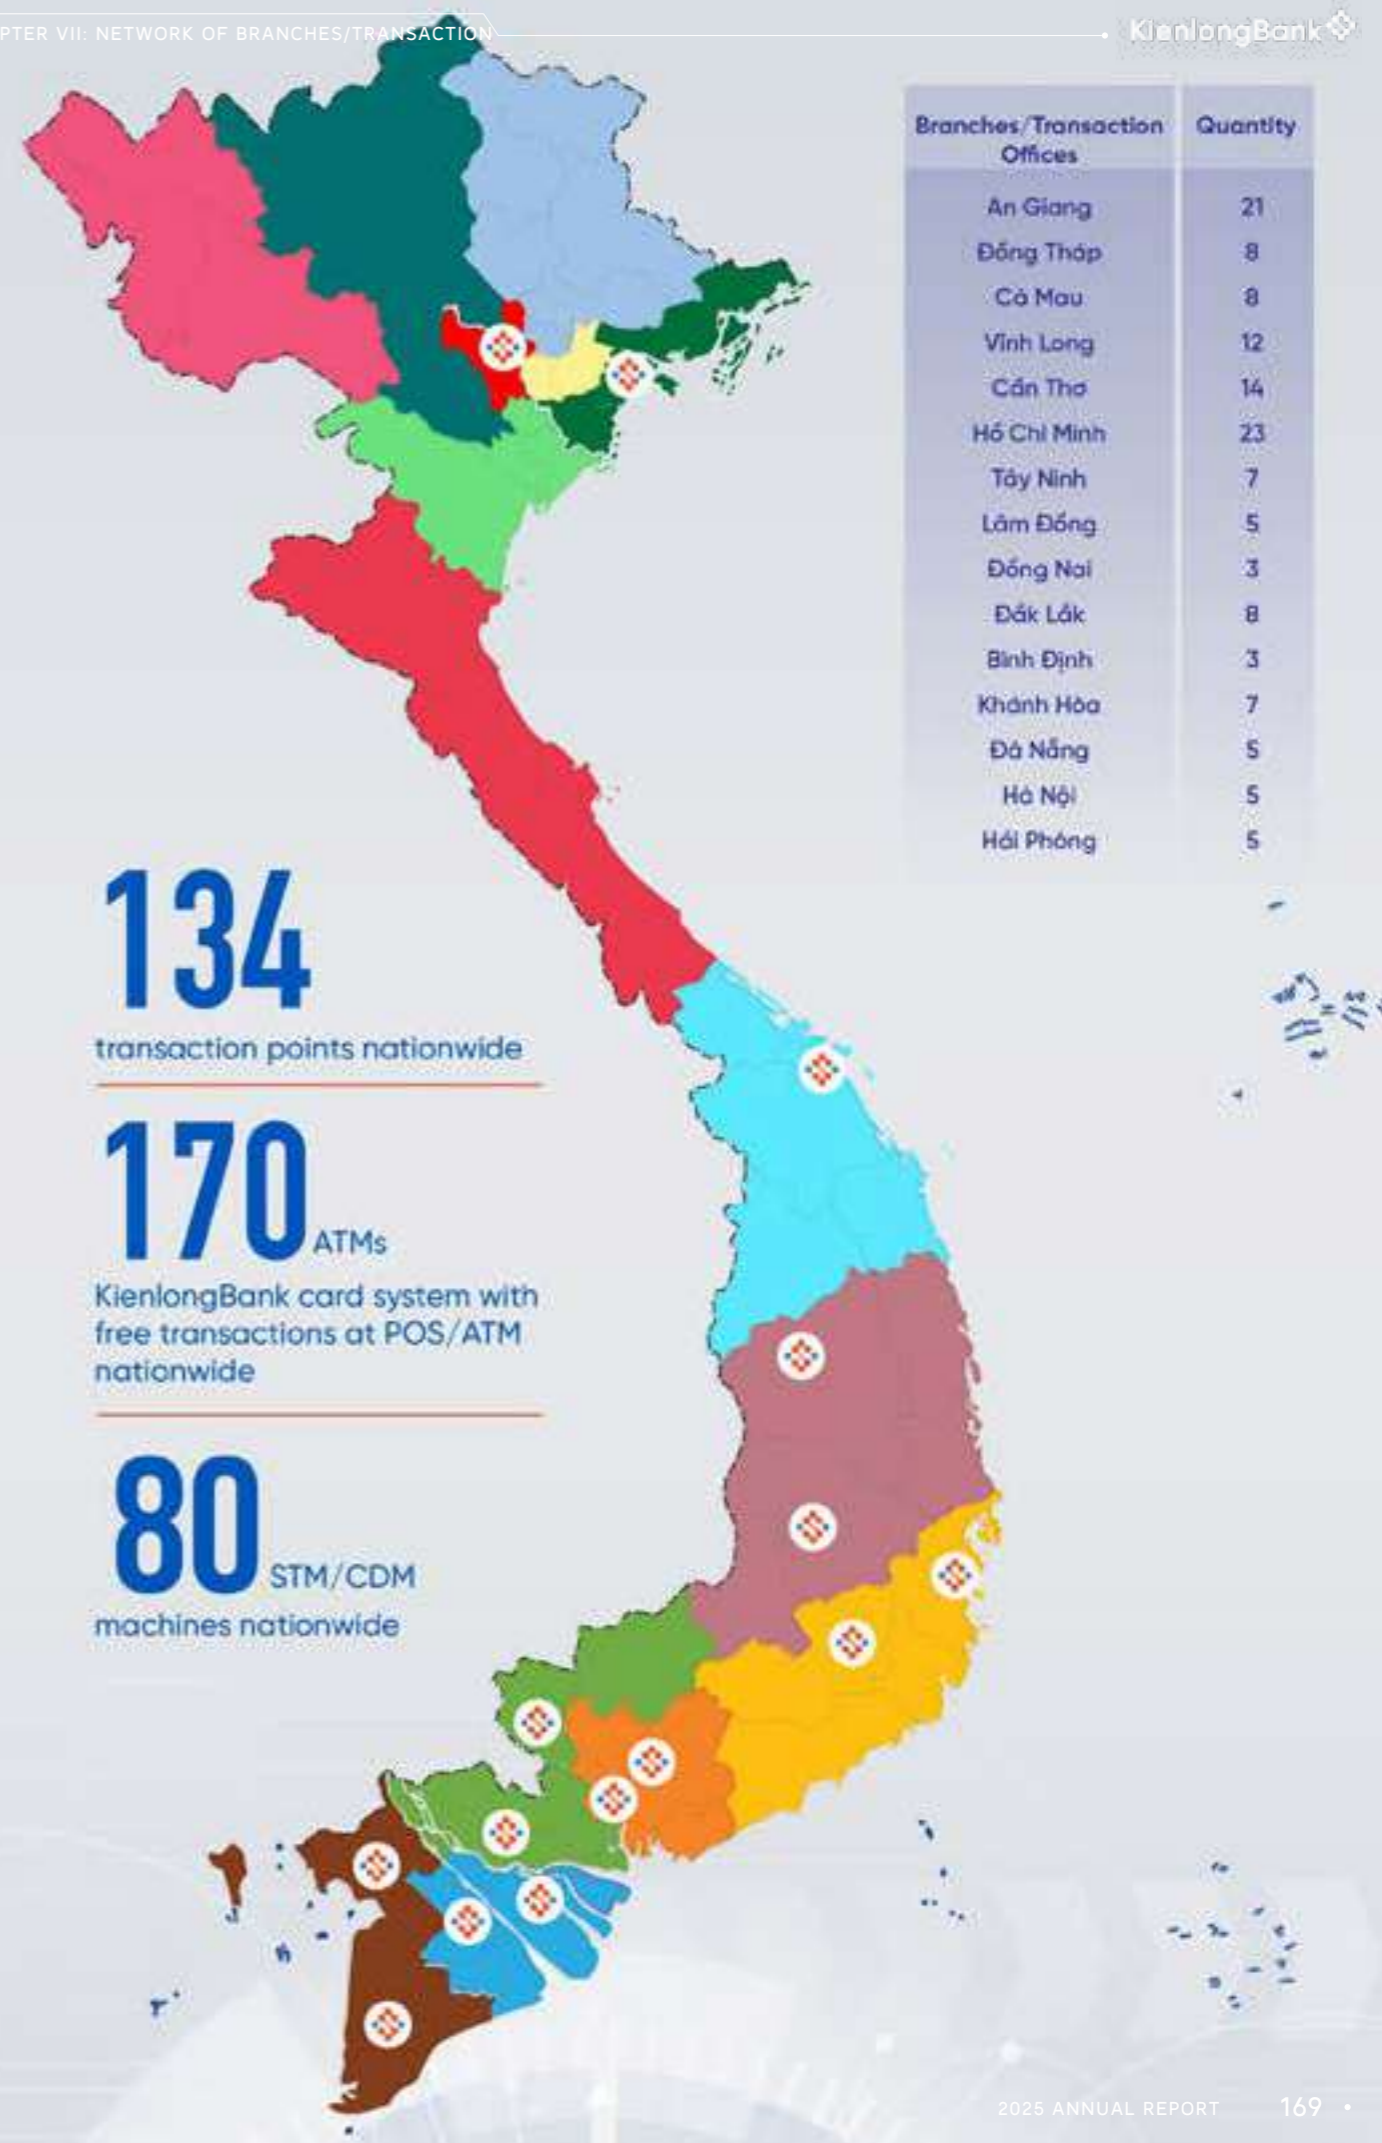 PTER VII: NETWORK OF BRANCHES/TRANSACTION
KienlongBank
Branches/Transaction Offices Quantity
An Giang 21
Đồng Tháp 8
Cà Mau 8
Vĩnh Long 12
Cần Thơ 14
Hồ Chí Minh 23
Tây Ninh 7
Lâm Đồng 5
Đồng Nai 3
Đắk Lắk 8
Bình Định 3
Khánh Hòa 7
Đà Nẵng 5
Hà Nội 5
Hải Phòng 5
134
transaction points nationwide
170 ATMs
KienlongBank card system with
free transactions at POS/ATM
nationwide
80 STM/CDM
machines nationwide
2025 ANNUAL REPORT 169 •